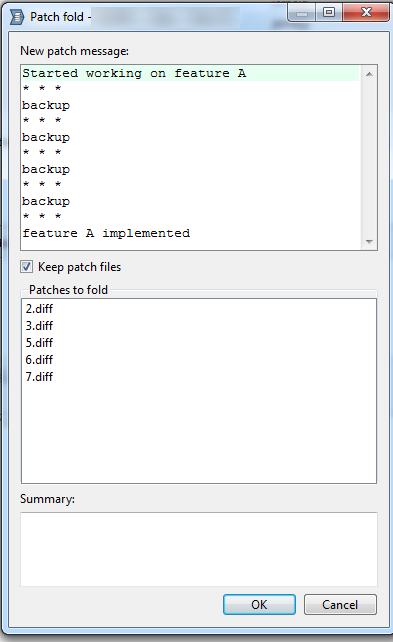 Patch fold -
New patch message:
Started working on feature A
* * *
backup
* * *
backup
* * *
backup
* * *
backup
* * *
feature A implemented
Keep patch files
Patches to fold
2.diff
3.diff
5.diff
6.diff
7.diff
Summary:
OK Cancel